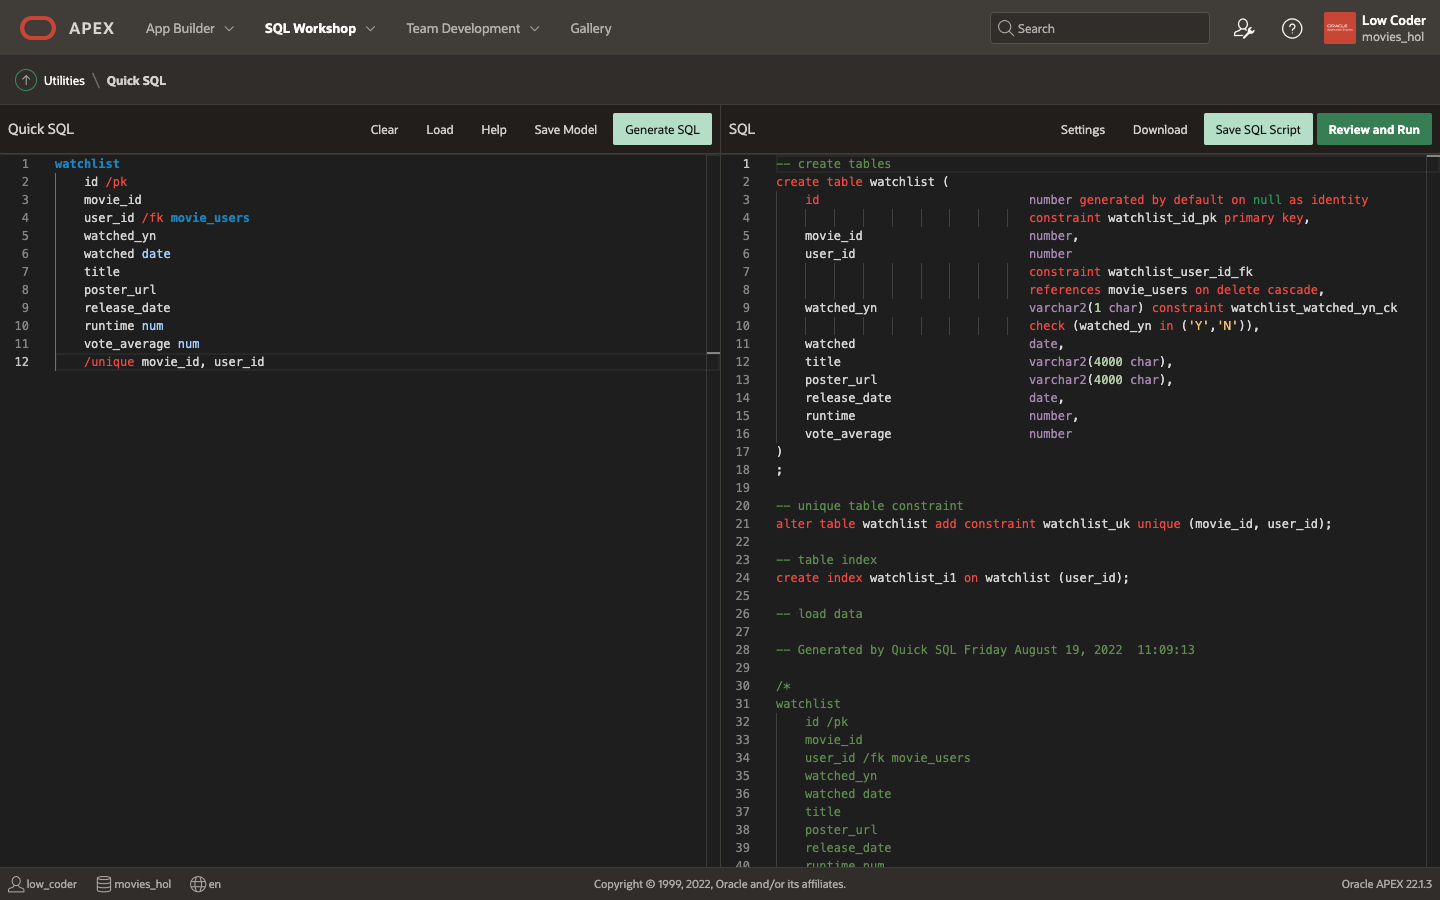 APEX App Builder SQL Workshop Team Development Gallery Search Low Coder
movies_hol
Utilities \ Quick SQL
Quick SQL Clear Load Help Save Model Generate SQL
1 watchlist
2 id /pk
3 movie_id
4 user_id /fk movie_users
5 watched_yn
6 watched date
7 title
8 poster_url
9 release_date
10 runtime num
11 vote_average num
12 /unique movie_id, user_id
SQL Settings Download Save SQL Script Review and Run
1 -- create tables
2 create table watchlist (
3 id number generated by default on null as identity
4 constraint watchlist_id_pk primary key,
5 movie_id number,
6 user_id number
7 constraint watchlist_user_id_fk
8 references movie_users on delete cascade,
9 watched_yn varchar2(1 char) constraint watchlist_watched_yn_ck
10 check (watched_yn in ('Y','N')),
11 watched date,
12 title varchar2(4000 char),
13 poster_url varchar2(4000 char),
14 release_date date,
15 runtime number,
16 vote_average number
17 )
18 ;
19
20 -- unique table constraint
21 alter table watchlist add constraint watchlist_uk unique (movie_id, user_id);
22
23 -- table index
24 create index watchlist_i1 on watchlist (user_id);
25
26 -- load data
27
28 -- Generated by Quick SQL Friday August 19, 2022  11:09:13
29
30 /*
31 watchlist
32 id /pk
33 movie_id
34 user_id /fk movie_users
35 watched_yn
36 watched date
37 title
38 poster_url
39 release_date
40 runtime num
low_coder movies_hol en Copyright © 1999, 2022, Oracle and/or its affiliates. Oracle APEX 22.1.3